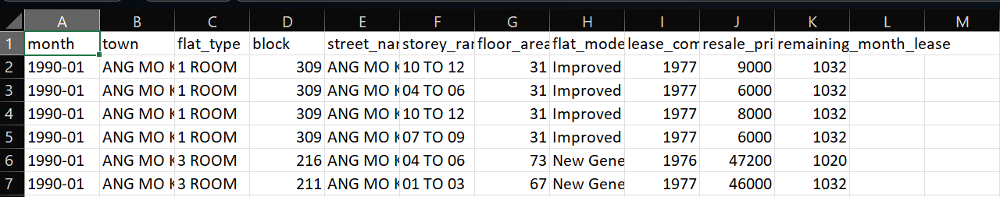 A B C D E F G H I J K L M
1 month town flat_type block street_nar storey_rar floor_area flat_mode lease_com resale_pri remaining_month_lease
2 1990-01 ANG MO K 1 ROOM 309 ANG MO K 10 TO 12 31 Improved 1977 9000 1032
3 1990-01 ANG MO K 1 ROOM 309 ANG MO K 04 TO 06 31 Improved 1977 6000 1032
4 1990-01 ANG MO K 1 ROOM 309 ANG MO K 10 TO 12 31 Improved 1977 8000 1032
5 1990-01 ANG MO K 1 ROOM 309 ANG MO K 07 TO 09 31 Improved 1977 6000 1032
6 1990-01 ANG MO K 3 ROOM 216 ANG MO K 04 TO 06 73 New Gene 1976 47200 1020
7 1990-01 ANG MO K 3 ROOM 211 ANG MO K 01 TO 03 67 New Gene 1977 46000 1032